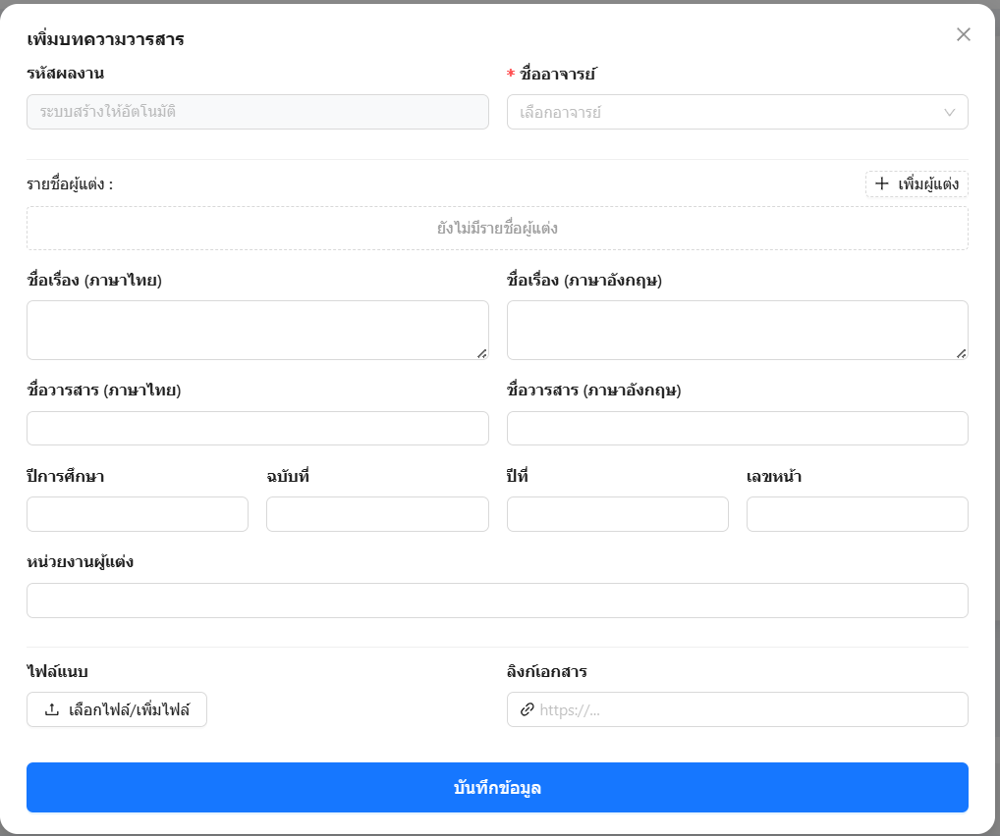 เพิ่มบทความวารสาร
รหัสผลงาน
* ชื่ออาจารย์
ระบบสร้างให้อัตโนมัติ
เลือกอาจารย์
รายชื่อผู้แต่ง :
+ เพิ่มผู้แต่ง
ยังไม่มีรายชื่อผู้แต่ง
ชื่อเรื่อง (ภาษาไทย)
ชื่อเรื่อง (ภาษาอังกฤษ)
ชื่อวารสาร (ภาษาไทย)
ชื่อวารสาร (ภาษาอังกฤษ)
ปีการศึกษา
ฉบับที่
ปีที่
เลขหน้า
หน่วยงานผู้แต่ง
ไฟล์แนบ
ลิงก์เอกสาร
เลือกไฟล์/เพิ่มไฟล์
https://...
บันทึกข้อมูล